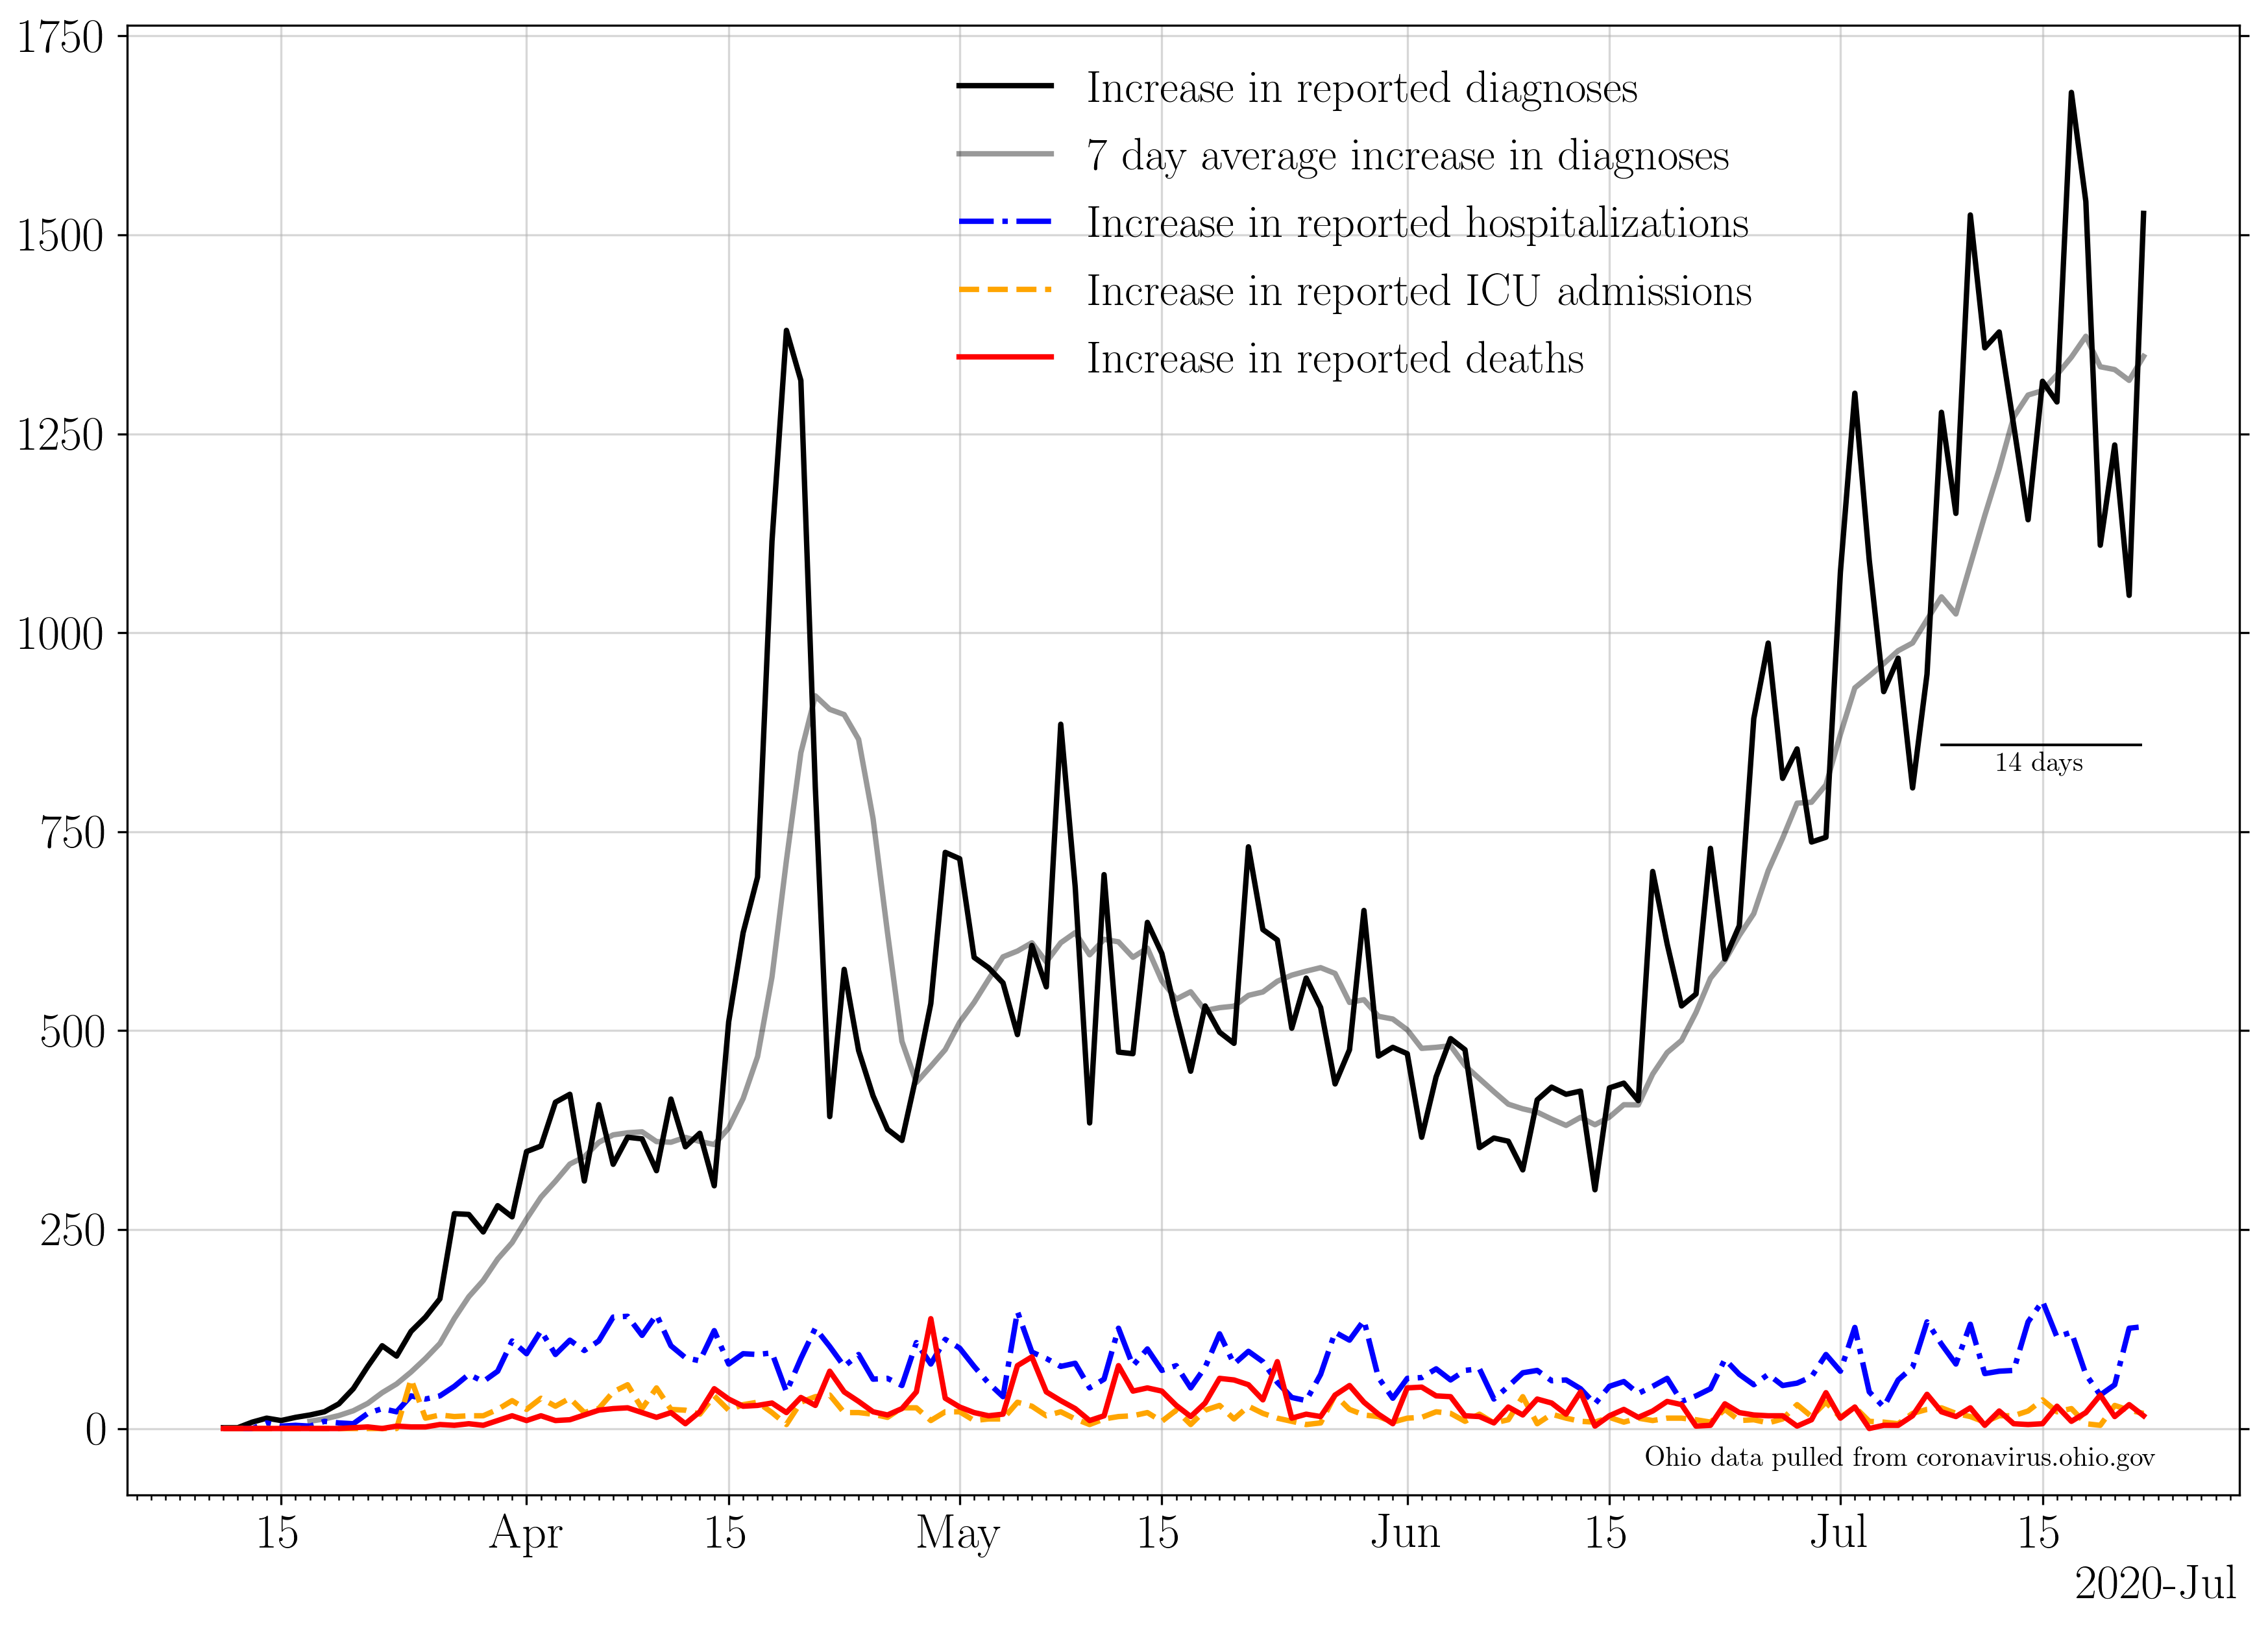 1750
1500
1250
1000
750
500
250
0
Increase in reported diagnoses
7 day average increase in diagnoses
Increase in reported hospitalizations
Increase in reported ICU admissions
Increase in reported deaths
14 days
Ohio data pulled from coronavirus.ohio.gov
15 Apr 15 May 15 Jun 15 Jul 15
2020-Jul